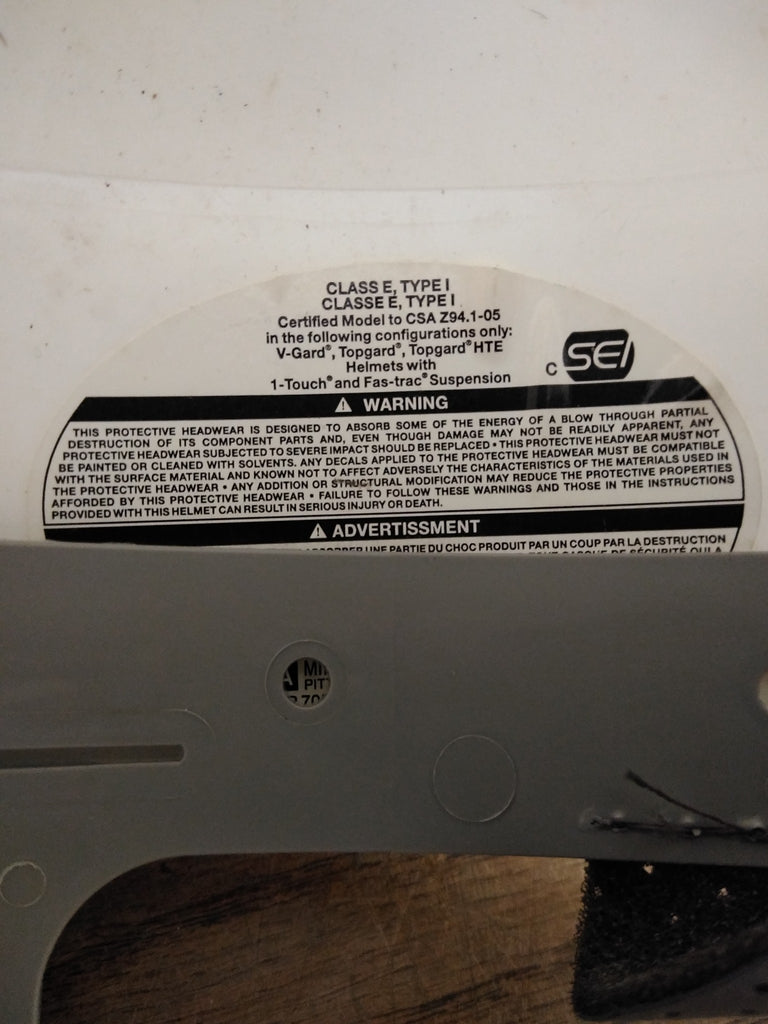 CLASS E, TYPE I
CLASSE E, TYPE I
Certified Model to CSA Z94.1-05
in the following configurations only:
V-Gard®, Topgard®, Topgard® HTE
Helmets with
1-Touch® and Fas-trac® Suspension
C SEI
WARNING
THIS PROTECTIVE HEADWEAR IS DESIGNED TO ABSORB SOME OF THE ENERGY OF A BLOW THROUGH PARTIAL
DESTRUCTION OF ITS COMPONENT PARTS AND, EVEN THOUGH DAMAGE MAY NOT BE READILY APPARENT, ANY
PROTECTIVE HEADWEAR SUBJECTED TO SEVERE IMPACT SHOULD BE REPLACED • THIS PROTECTIVE HEADWEAR MUST NOT
BE PAINTED OR CLEANED WITH SOLVENTS. ANY DECALS APPLIED TO THE PROTECTIVE HEADWEAR MUST BE COMPATIBLE
WITH THE SURFACE MATERIAL AND KNOWN NOT TO AFFECT ADVERSELY THE CHARACTERISTICS OF THE MATERIALS USED IN
THE PROTECTIVE HEADWEAR • ANY ADDITION OR STRUCTURAL MODIFICATION MAY REDUCE THE PROTECTIVE PROPERTIES
AFFORDED BY THIS PROTECTIVE HEADWEAR • FAILURE TO FOLLOW THESE WARNINGS AND THOSE IN THE INSTRUCTIONS
PROVIDED WITH THIS HELMET CAN RESULT IN SERIOUS INJURY OR DEATH.
ADVERTISSMENT
UNE PARTIE DU CHOC PRODUIT PAR UN COUP PAR LA DESTRUCTION
CASQUE DE SÉCURITÉ QUI A
PIT